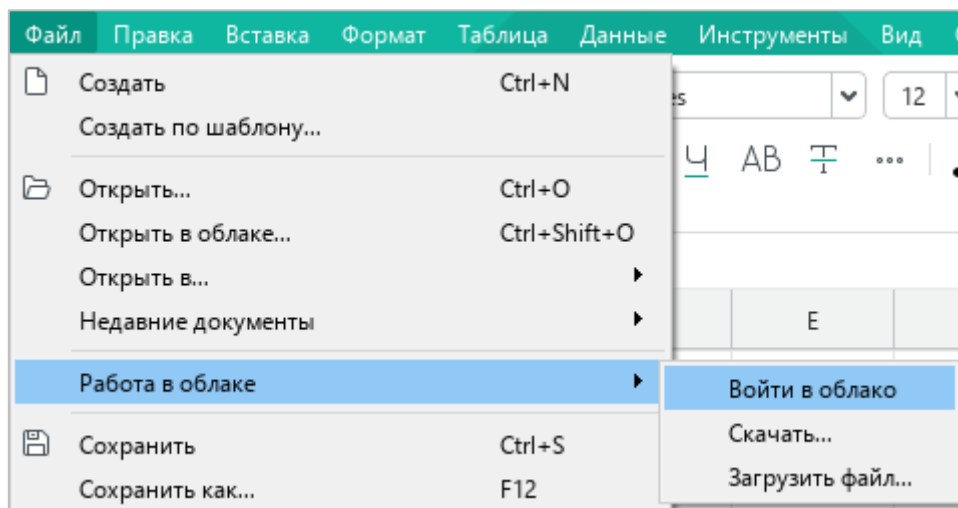 Файл Правка Вставка Формат Таблица Данные Инструменты Вид
Создать Ctrl+N
es 12
Создать по шаблону...
Ч АВ Т
Открыть... Ctrl+O
Открыть в облаке... Ctrl+Shift+O
Открыть в...
Недавние документы
E
Работа в облаке
Войти в облако
Скачать...
Сохранить Ctrl+S
Загрузить файл...
Сохранить как... F12